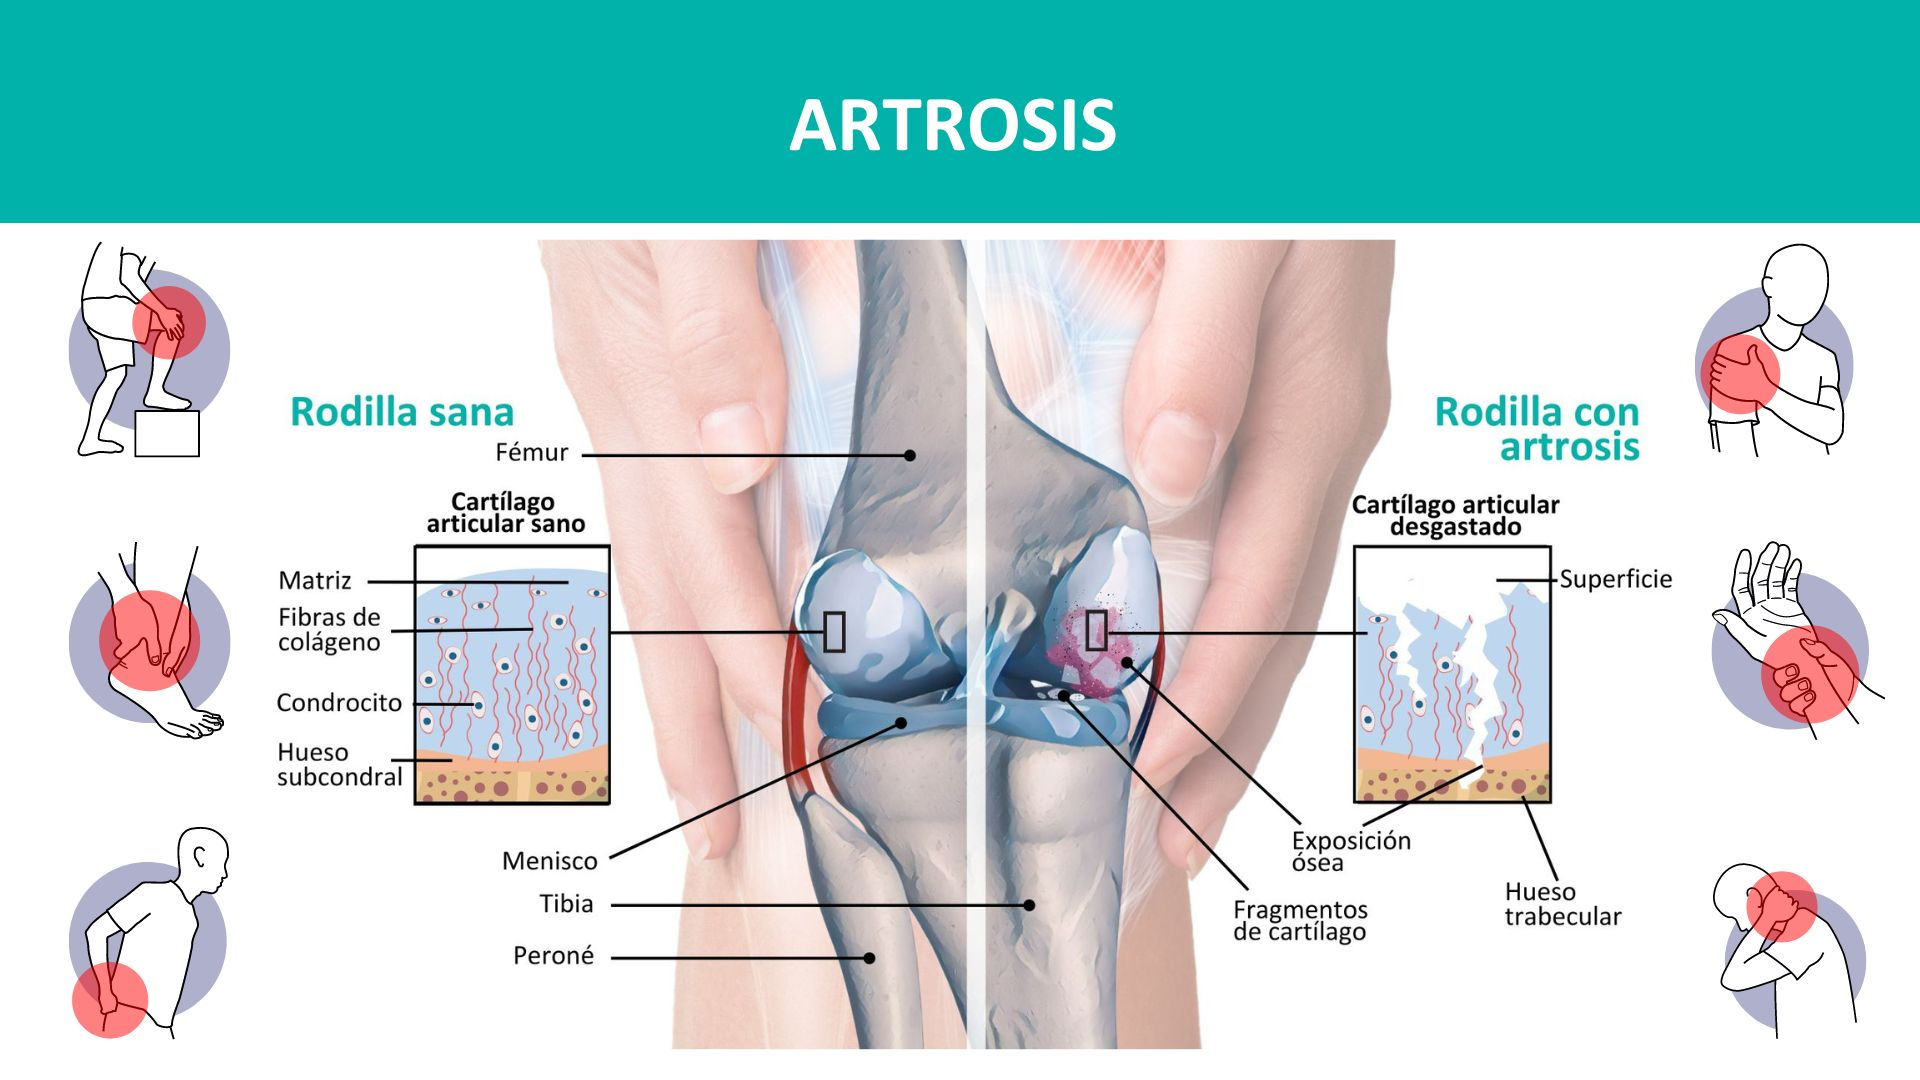 ARTROSIS
Rodilla sana
Fémur
Cartílago
articular sano
Matriz
Fibras de
colágeno
Condrocito
Hueso
subcondral
Menisco
Tibia
Peroné
Rodilla con
artrosis
Cartílago articular
desgastado
Superficie
Exposición
ósea
Fragmentos
de cartílago
Hueso
trabecular